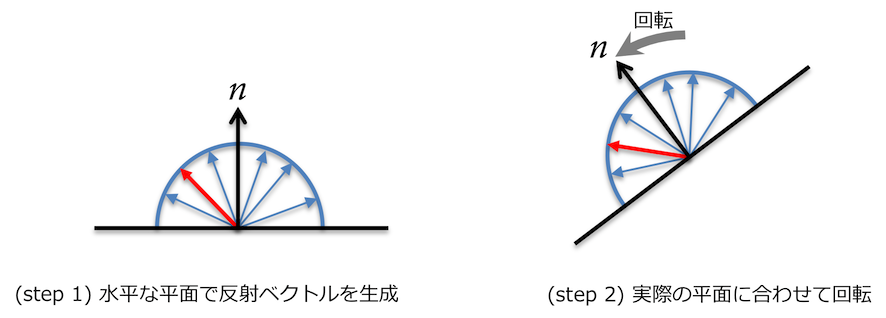 n
(step 1) 水平な平面で反射ベクトルを生成
回転
n
(step 2) 実際の平面に合わせて回転